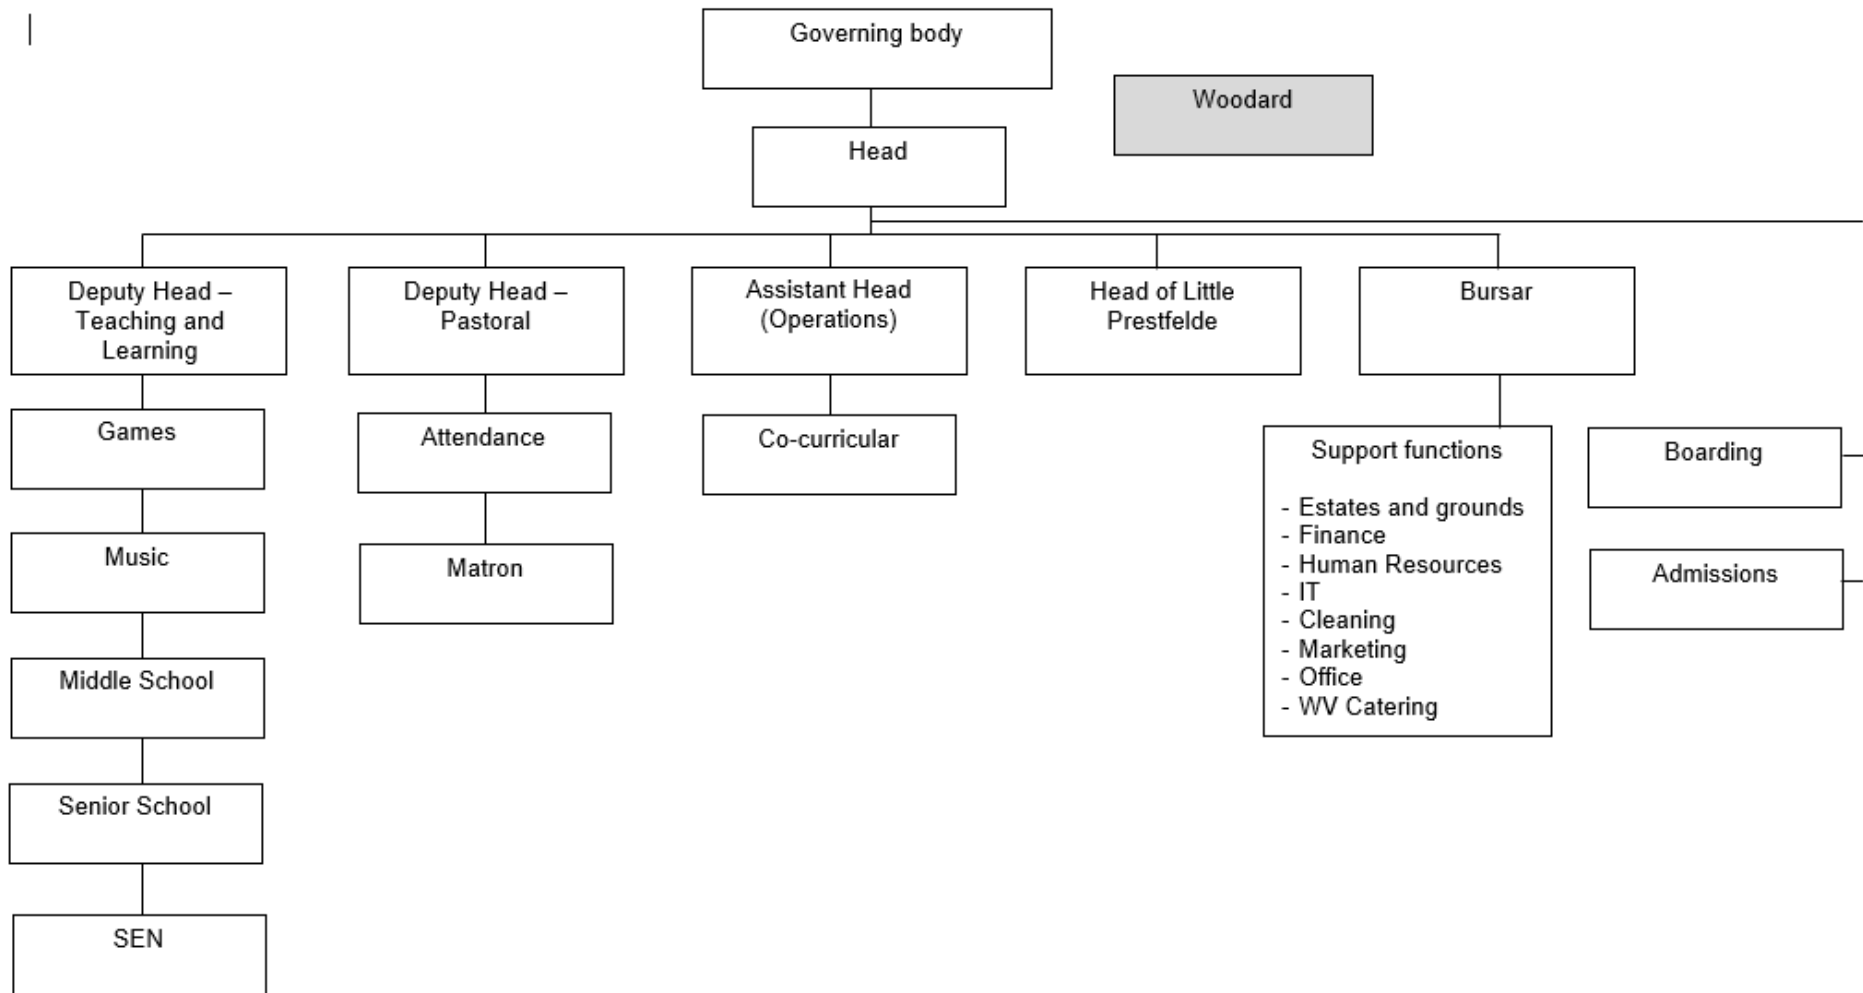 Governing body
Woodard
Head
Deputy Head –
Teaching and
Learning
Deputy Head –
Pastoral
Assistant Head
(Operations)
Head of Little
Prestfelde
Bursar
Games
Music
Middle School
Senior School
SEN
Attendance
Matron
Co-curricular
Support functions
- Estates and grounds
- Finance
- Human Resources
- IT
- Cleaning
- Marketing
- Office
- WV Catering
Boarding
Admissions